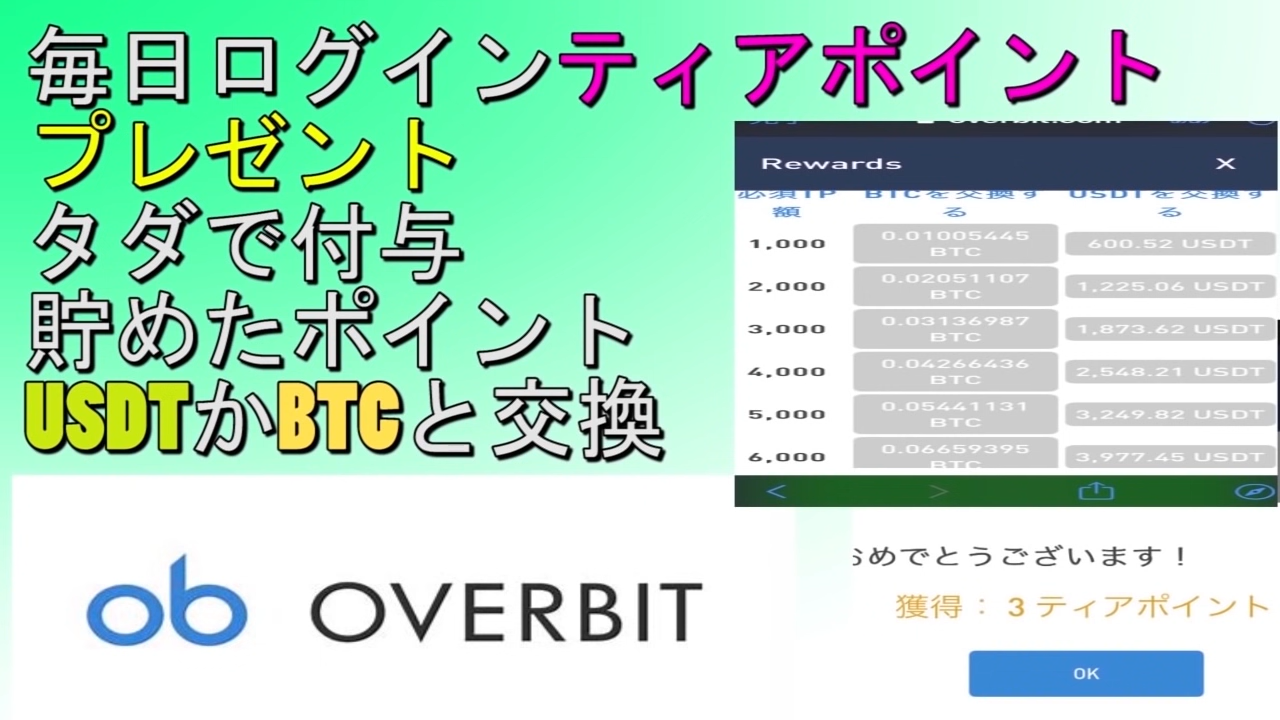 毎日ログインティアポイント
プレゼント
タダで付与
貯めたポイント
USDTかBTCと交換
Rewards X
必須TP額 BTCを交換する USDTを交換する
1,000 0.01005445 BTC 600.52 USDT
2,000 0.02051107 BTC 1,225.06 USDT
3,000 0.03136987 BTC 1,873.62 USDT
4,000 0.04266436 BTC 2,548.21 USDT
5,000 0.05441131 BTC 3,249.82 USDT
6,000 0.06659395 BTC 3,977.45 USDT
ob OVERBIT
おめでとうございます！
獲得： 3 ティアポイント
OK